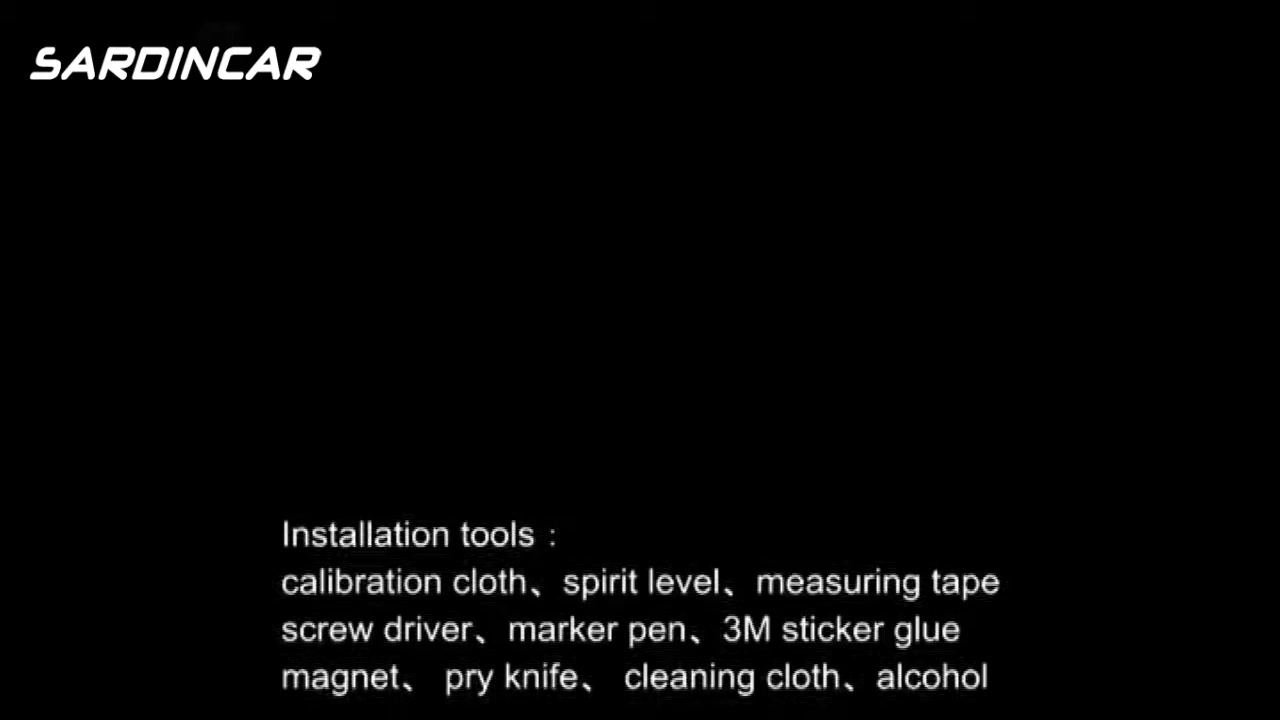 SARDINCAR
Installation tools：
calibration cloth、spirit level、measuring tape
screw driver、marker pen、3M sticker glue
magnet、 pry knife、 cleaning cloth、alcohol